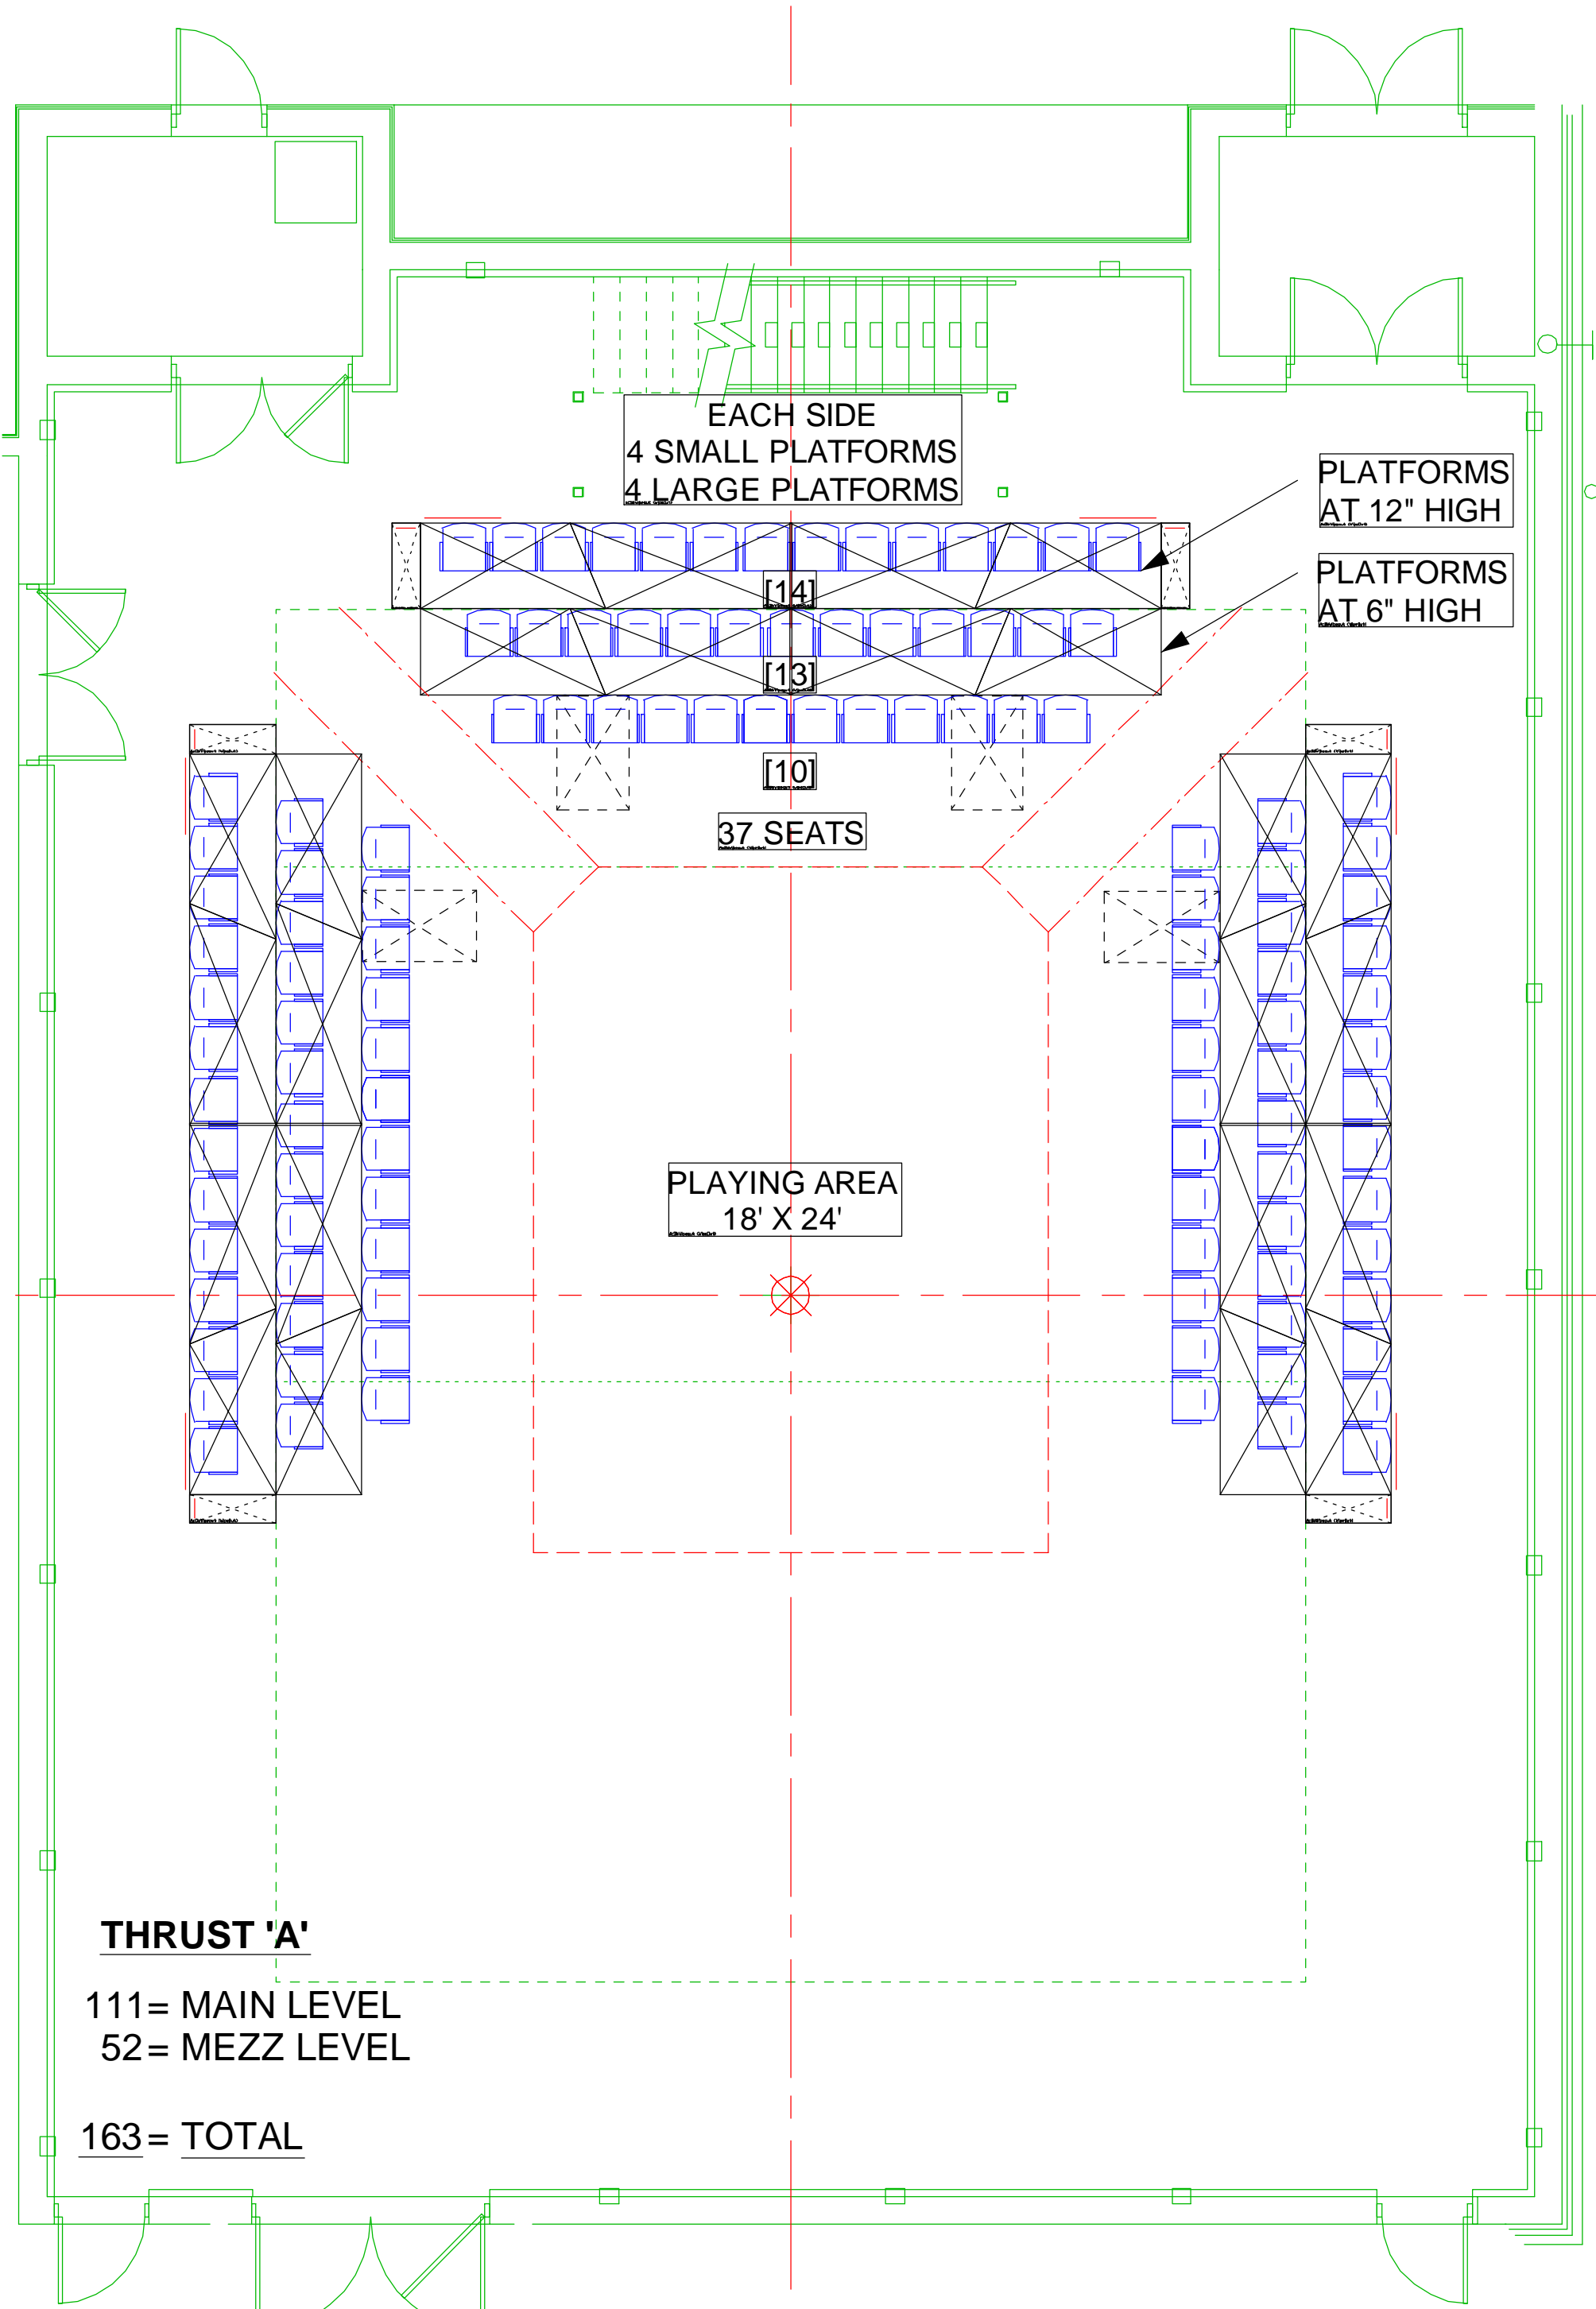 EACH SIDE
4 SMALL PLATFORMS
4 LARGE PLATFORMS
PLATFORMS
AT 12" HIGH
PLATFORMS
AT 6" HIGH
[14]
[13]
[10]
37 SEATS
PLAYING AREA
18' X 24'
THRUST 'A'
111= MAIN LEVEL
52= MEZZ LEVEL
163= TOTAL